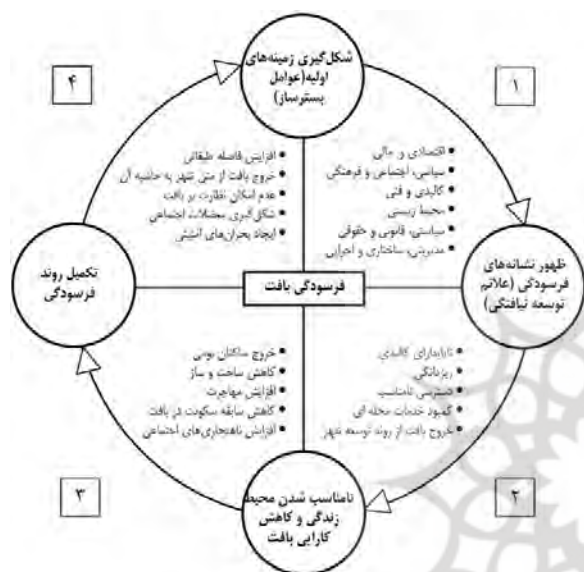 شکل‌گیری زمینه‌های
اولیه(عوامل
بسترساز)
۱
اقتصادی و مالی
سیاسی، اجتماعی و فرهنگی
کالبدی و فنی
محیط زیستی
سیاستی، قانونی و حقوقی
مدیریتی، ساختاری و اجرایی
ظهور نشانه‌های
فرسودگی (علائم
توسعه نیافتگی)
۲
ناپایداری کالبدی
ریزدانگی
دسترسی نامناسب
کمبود خدمات محله ای
خروج بافت از روند توسعه شهر
نامناسب شدن محیط
زندگی و کاهش
کارایی بافت
۳
خروج ساکنان بومی
کاهش ساخت و ساز
افزایش مهاجرت
کاهش سابقه سکونت در بافت
افزایش ناهنجاری‌های اجتماعی
تکمیل روند
فرسودگی
۴
افزایش فاصله طبقاتی
خروج بافت از متن شهر به حاشیه آن
عدم امکان نظارت بر بافت
شکل‌گیری معضلات اجتماعی
ایجاد بحران‌های امنیتی
فرسودگی بافت